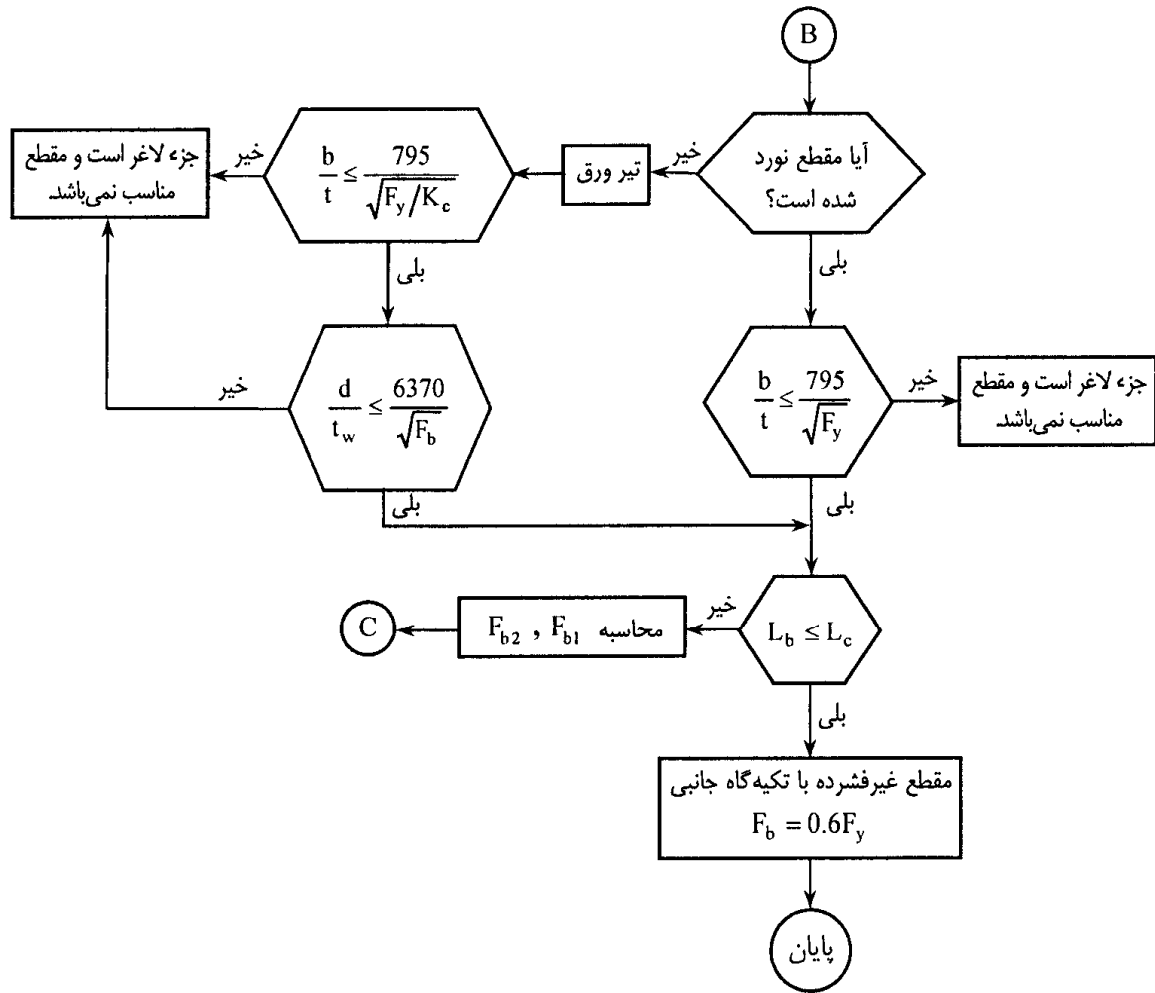 B
آیا مقطع نورد
شده است؟
خیر
تیر ورق
b/t ≤ 795/√(F_y/K_c)
خیر
جزء لاغر است و مقطع
مناسب نمی‌باشد.
بلی
بلی
d/t_w ≤ 6370/√F_b
خیر
b/t ≤ 795/√F_y
خیر
جزء لاغر است و مقطع
مناسب نمی‌باشد.
بلی
بلی
L_b ≤ L_c
خیر
محاسبه F_b1 , F_b2
C
بلی
مقطع غیرفشرده با تکیه‌گاه جانبی
F_b = 0.6F_y
پایان